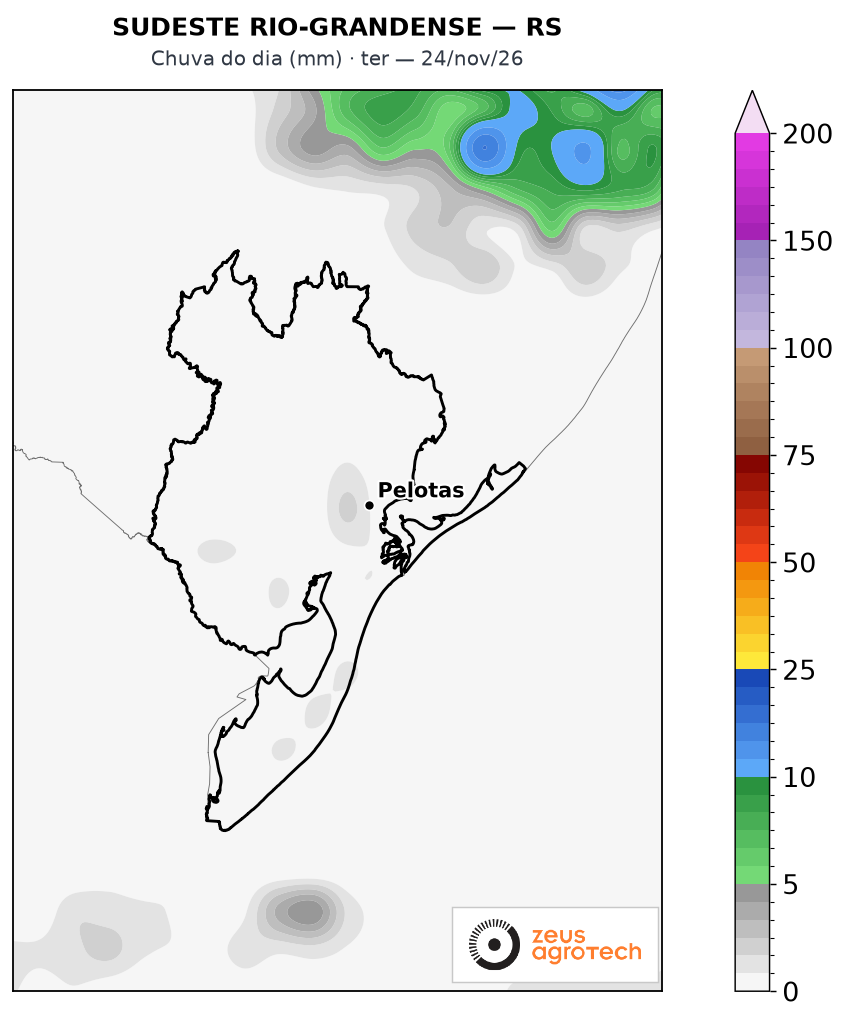 SUDESTE RIO-GRANDENSE — RS
Chuva do dia (mm) · ter — 24/nov/26
200
150
100
75
50
25
10
5
0
Pelotas
zeus
agrotech